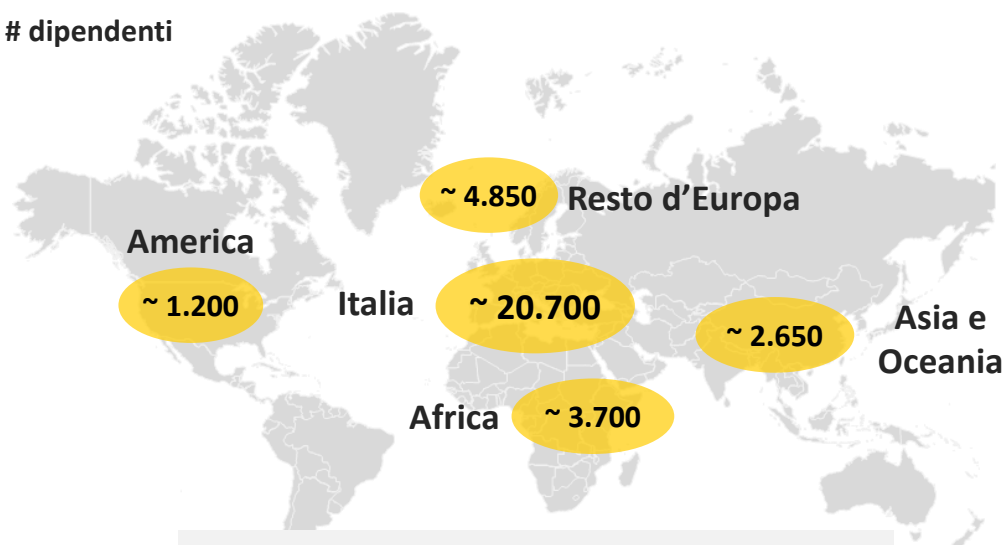 # dipendenti
~ 4.850
Resto d'Europa
America
~ 1.200
Italia
~ 20.700
~ 2.650
Asia e
Oceania
Africa
~ 3.700